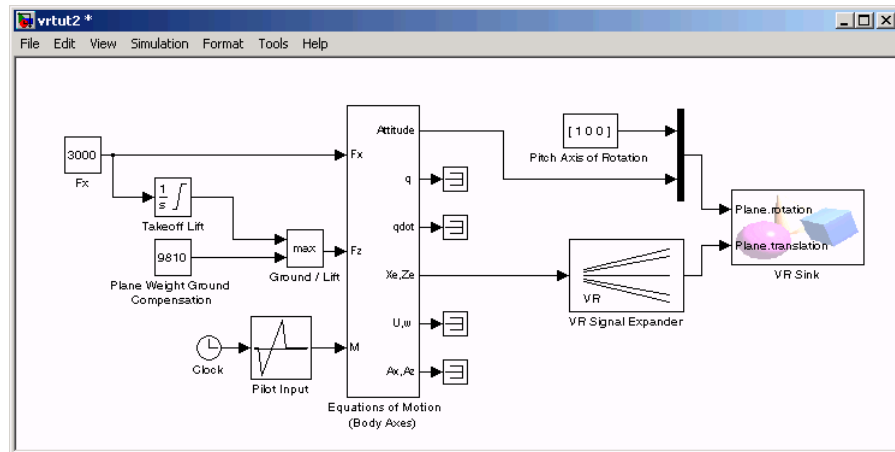 vrtut2 *
File Edit View Simulation Format Tools Help
3000
Fx
1
s
Takeoff Lift
9810
Plane Weight Ground
Compensation
max
Ground / Lift
Clock
Pilot Input
Fx
Fz
M
Attitude
q
qdot
Xe,Ze
U,w
Ax,Az
Equations of Motion
(Body Axes)
[ 1 0 0 ]
Pitch Axis of Rotation
VR
VR Signal Expander
Plane.rotation
Plane.translation
VR Sink